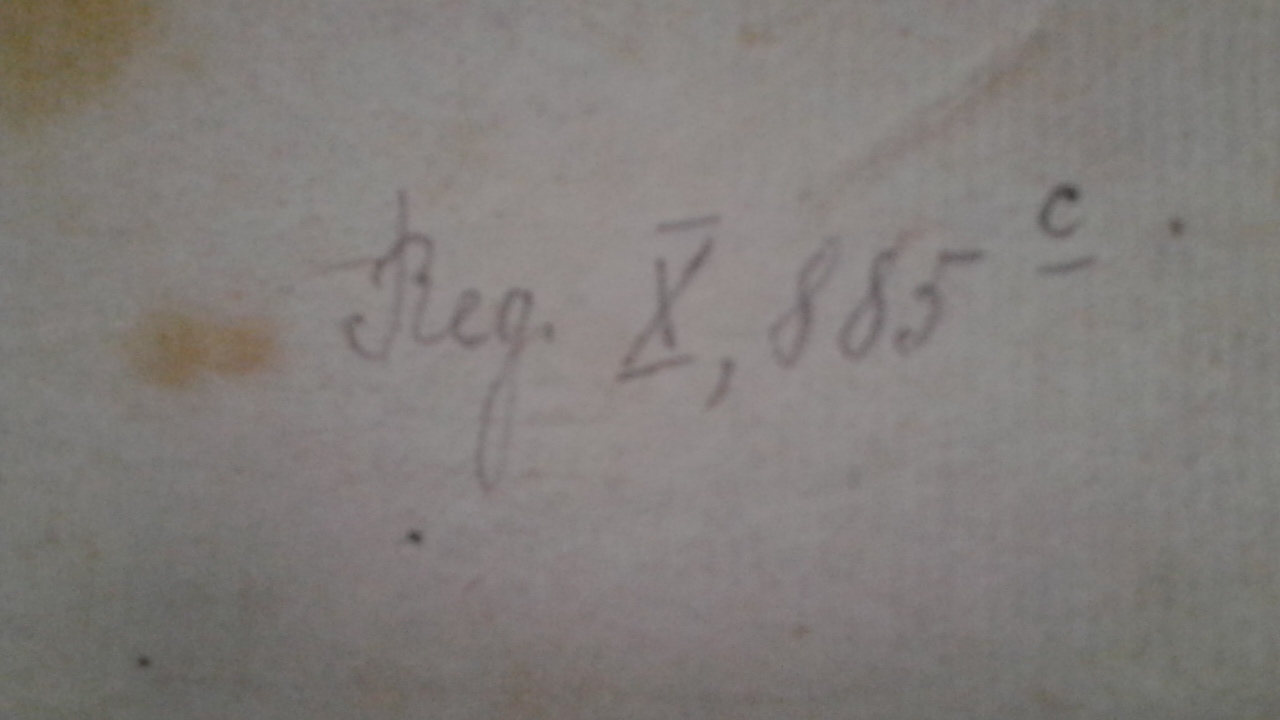 Reg. X, 885 c.